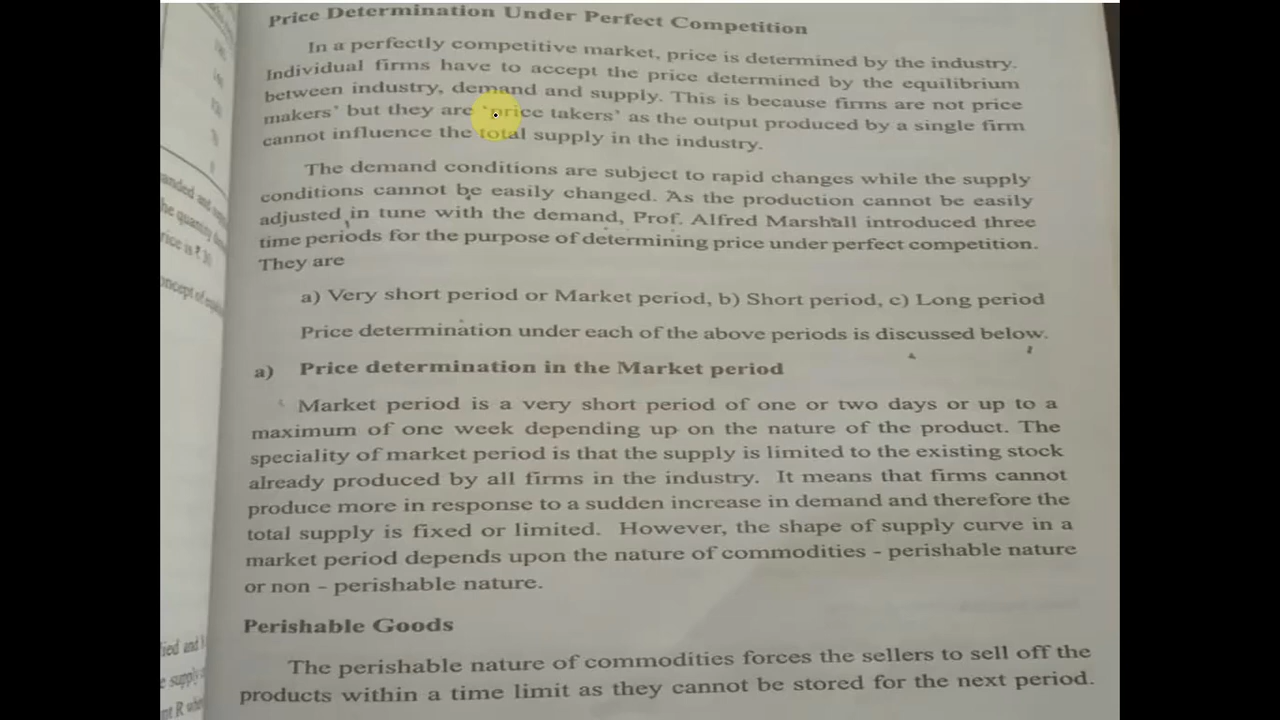 Price Determination Under Perfect Competition
In a perfectly competitive market, price is determined by the industry.
Individual firms have to accept the price determined by the equilibrium
between industry, demand and supply. This is because firms are not price
makers' but they are 'price takers' as the output produced by a single firm
cannot influence the total supply in the industry.
The demand conditions are subject to rapid changes while the supply
conditions cannot be easily changed. As the production cannot be easily
adjusted in tune with the demand, Prof. Alfred Marshall introduced three
time periods for the purpose of determining price under perfect competition.
They are
a) Very short period or Market period, b) Short period, c) Long period
Price determination under each of the above periods is discussed below.
a) Price determination in the Market period
Market period is a very short period of one or two days or up to a
maximum of one week depending up on the nature of the product. The
speciality of market period is that the supply is limited to the existing stock
already produced by all firms in the industry. It means that firms cannot
produce more in response to a sudden increase in demand and therefore the
total supply is fixed or limited. However, the shape of supply curve in a
market period depends upon the nature of commodities - perishable nature
or non - perishable nature.
Perishable Goods
The perishable nature of commodities forces the sellers to sell off the
products within a time limit as they cannot be stored for the next period.